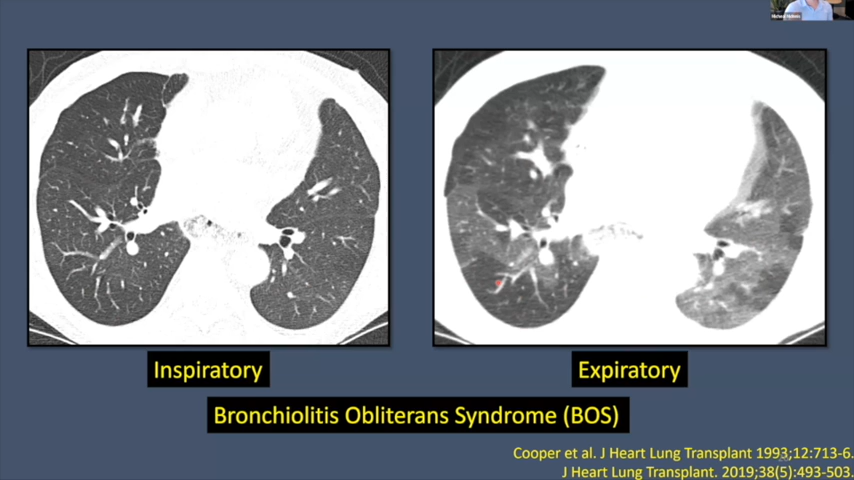 Inspiratory
Expiratory
Bronchiolitis Obliterans Syndrome (BOS)
Cooper et al. J Heart Lung Transplant 1993;12:713-6.
J Heart Lung Transplant. 2019;38(5):493-503.